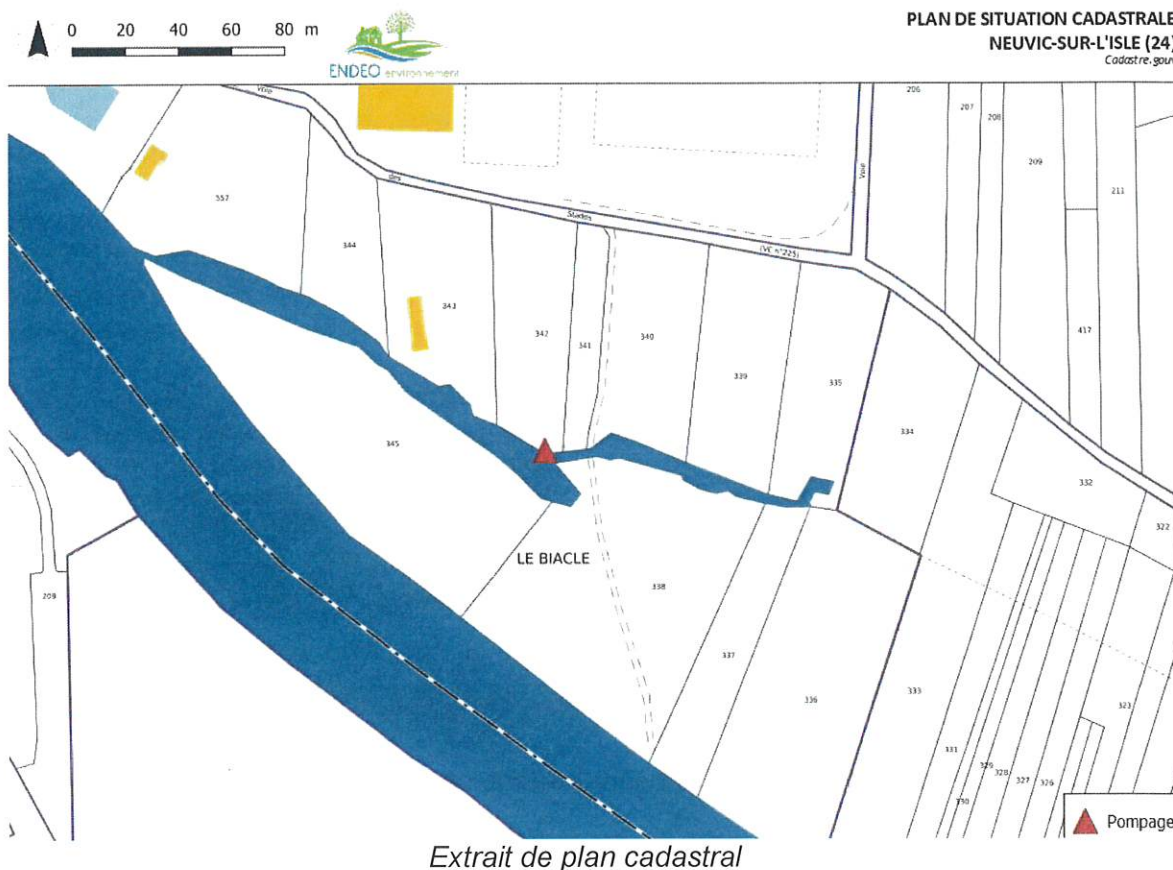 0 20 40 60 80 m
ENDEO environnement
PLAN DE SITUATION CADASTRALE
NEUVIC-SUR-L'ISLE (24)
Cadastre.gouv
Voie
des
Stades
(VC n°225)
Voie
206
207
208
209
211
417
557
344
343
342
341
340
339
335
334
332
322
345
LE BIACLE
338
337
336
333
323
331
330
329
328
327
326
209
Pompage
Extrait de plan cadastral